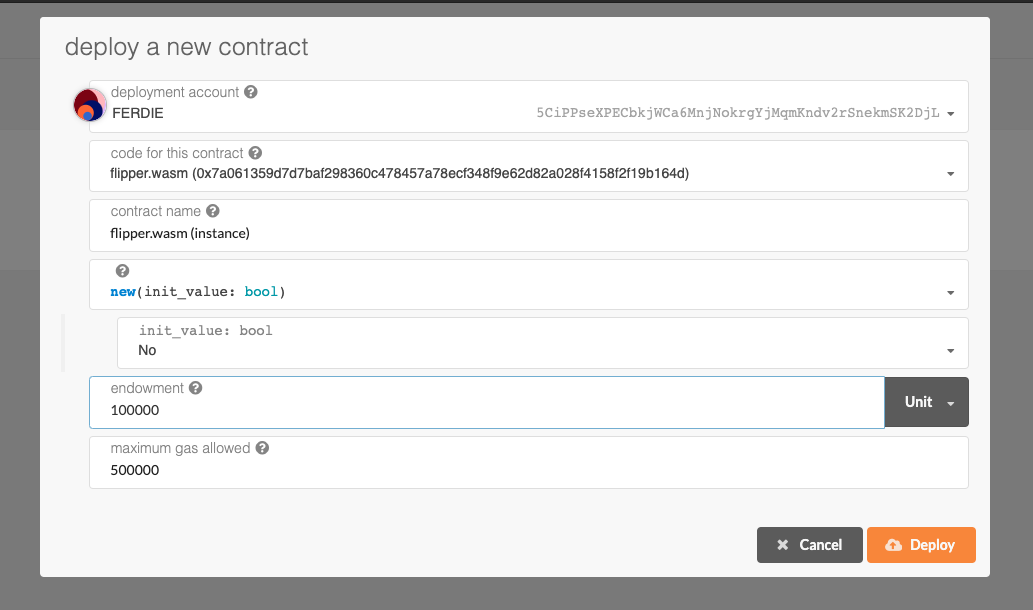 deploy a new contract
deployment account
FERDIE 5CiPPseXPECbkjWCa6MnjNokrgYjMqmKndv2rSnekmSK2DjL
code for this contract
flipper.wasm (0x7a061359d7d7baf298360c478457a78ecf348f9e62d82a028f4158f2f19b164d)
contract name
flipper.wasm (instance)
new(init_value: bool)
init_value: bool
No
endowment
100000
Unit
maximum gas allowed
500000
Cancel
Deploy